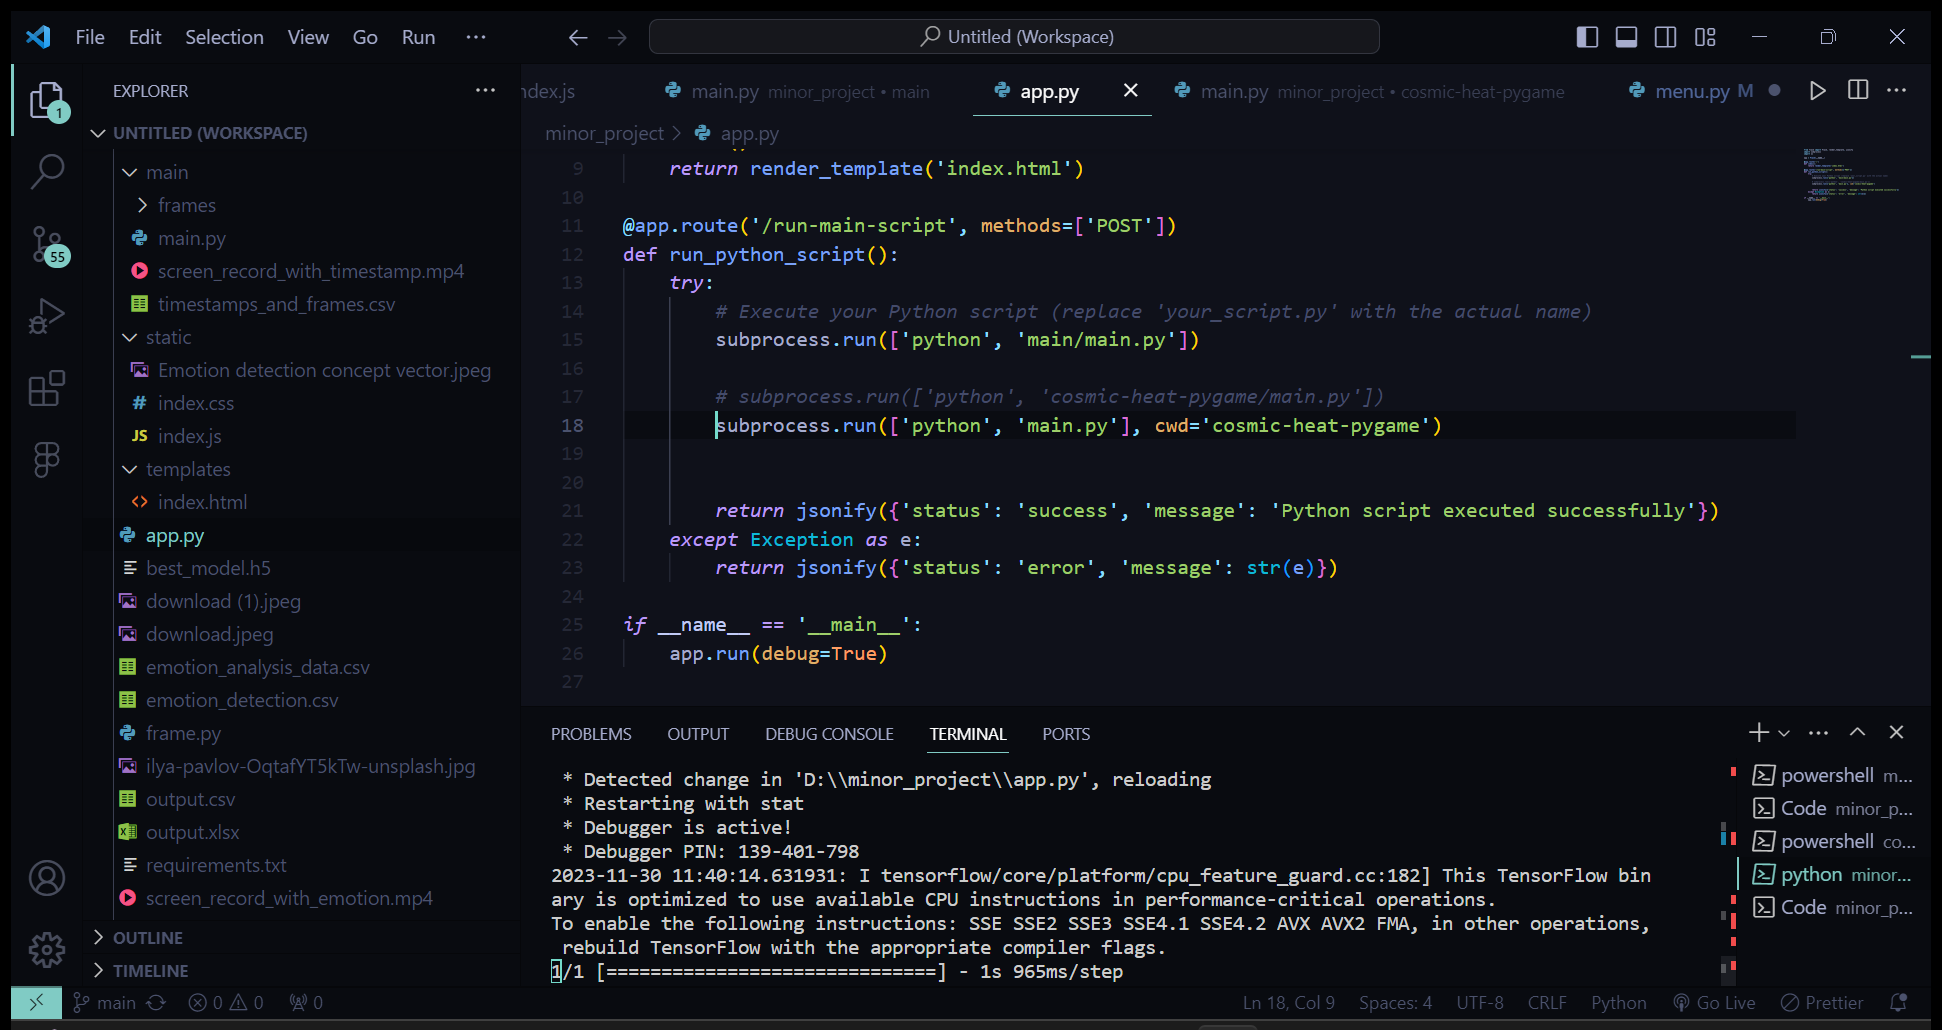 File Edit Selection View Go Run ···
Untitled (Workspace)
EXPLORER
ndex.js
main.py minor_project • main
app.py
main.py minor_project • cosmic-heat-pygame
menu.py M
1
55
UNTITLED (WORKSPACE)
main
frames
main.py
screen_record_with_timestamp.mp4
timestamps_and_frames.csv
static
Emotion detection concept vector.jpeg
# index.css
JS index.js
templates
<> index.html
app.py
best_model.h5
download (1).jpeg
download.jpeg
emotion_analysis_data.csv
emotion_detection.csv
frame.py
ilya-pavlov-OqtafYT5kTw-unsplash.jpg
output.csv
output.xlsx
requirements.txt
screen_record_with_emotion.mp4
OUTLINE
TIMELINE
minor_project > app.py
9 return render_template('index.html')
10
11 @app.route('/run-main-script', methods=['POST'])
12 def run_python_script():
13 try:
14 # Execute your Python script (replace 'your_script.py' with the actual name)
15 subprocess.run(['python', 'main/main.py'])
16
17 # subprocess.run(['python', 'cosmic-heat-pygame/main.py'])
18 subprocess.run(['python', 'main.py'], cwd='cosmic-heat-pygame')
19
20
21 return jsonify({'status': 'success', 'message': 'Python script executed successfully'})
22 except Exception as e:
23 return jsonify({'status': 'error', 'message': str(e)})
24
25 if __name__ == '__main__':
26 app.run(debug=True)
27
PROBLEMS OUTPUT DEBUG CONSOLE TERMINAL PORTS
* Detected change in 'D:\\minor_project\\app.py', reloading
* Restarting with stat
* Debugger is active!
* Debugger PIN: 139-401-798
2023-11-30 11:40:14.631931: I tensorflow/core/platform/cpu_feature_guard.cc:182] This TensorFlow bin
ary is optimized to use available CPU instructions in performance-critical operations.
To enable the following instructions: SSE SSE2 SSE3 SSE4.1 SSE4.2 AVX AVX2 FMA, in other operations,
rebuild TensorFlow with the appropriate compiler flags.
1/1 [==============================] - 1s 965ms/step
powershell m...
Code minor_p...
powershell co...
python minor...
Code minor_p...
main 0 0 0
Ln 18, Col 9 Spaces: 4 UTF-8 CRLF Python Go Live Prettier